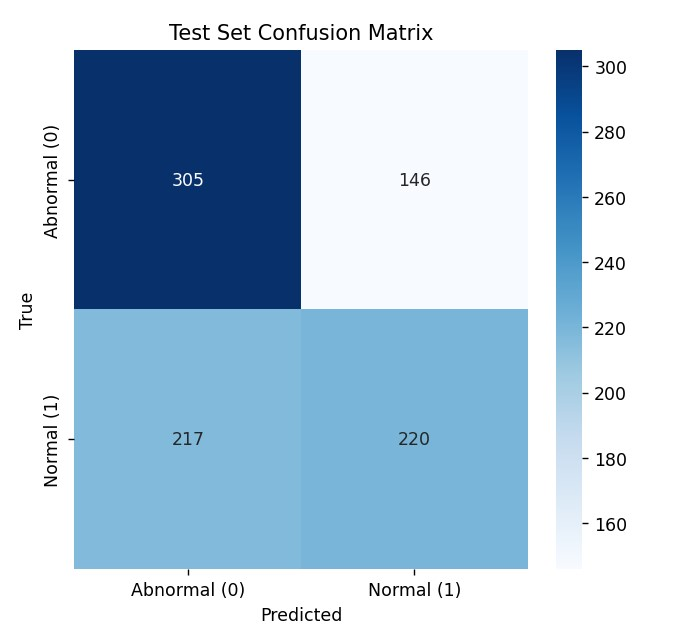 Test Set Confusion Matrix
True
Abnormal (0)
Normal (1)
305
146
217
220
Abnormal (0)
Normal (1)
Predicted
300
280
260
240
220
200
180
160